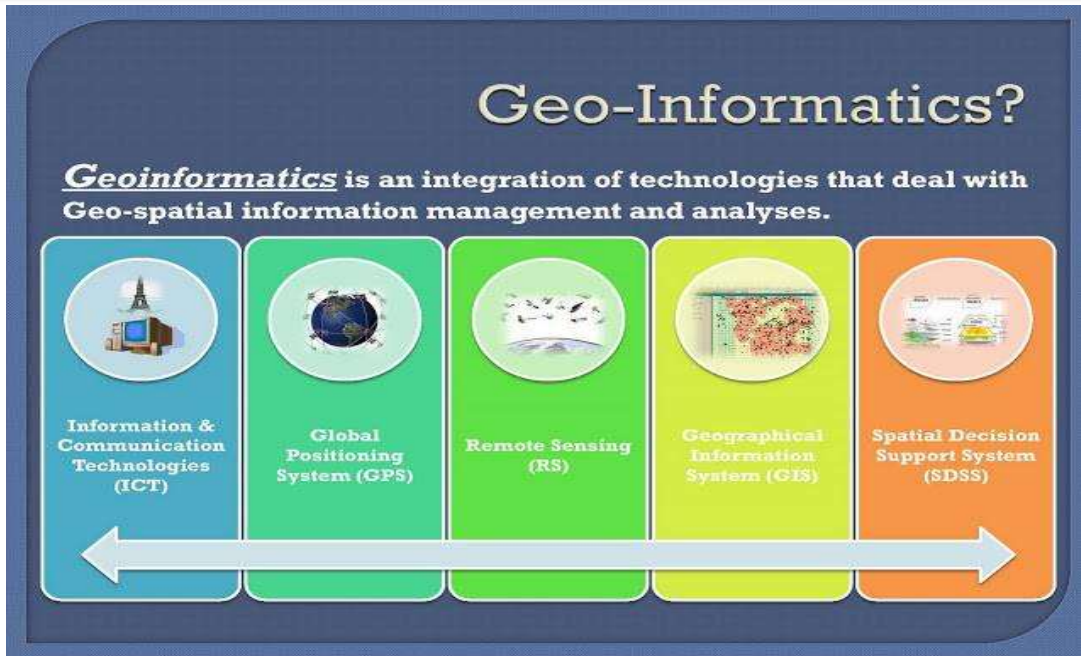 Geo-Informatics?
Geoinformatics is an integration of technologies that deal with
Geo-spatial information management and analyses.
Information &
Communication
Technologies
(ICT)
Global
Positioning
System (GPS)
Remote Sensing
(RS)
Geographical
Information
System (GIS)
Spatial Decision
Support System
(SDSS)